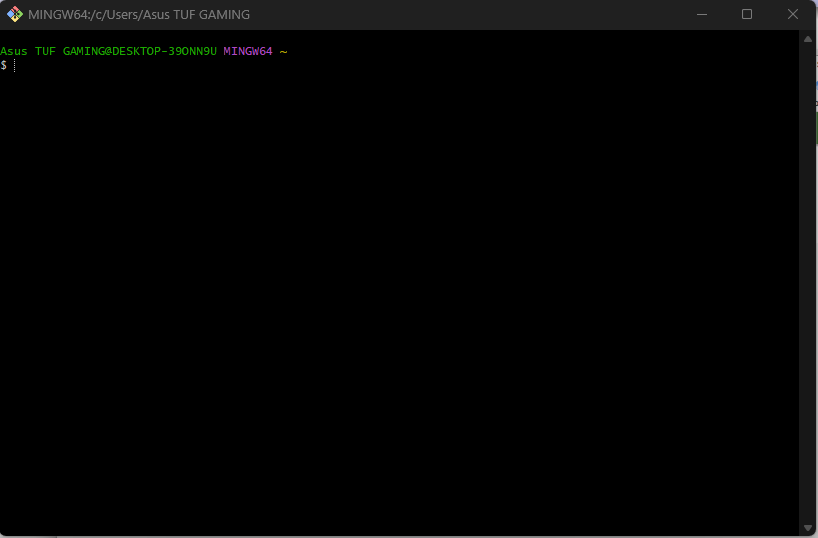 MINGW64:/c/Users/Asus TUF GAMING
Asus TUF GAMING@DESKTOP-39ONN9U MINGW64 ~
$